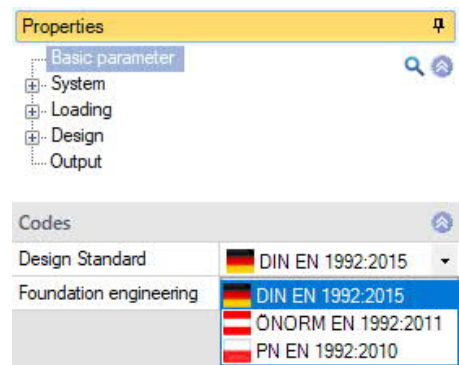 Properties
Basic parameter
System
Loading
Design
Output
Codes
Design Standard DIN EN 1992:2015
Foundation engineering DIN EN 1992:2015
ÖNORM EN 1992:2011
PN EN 1992:2010